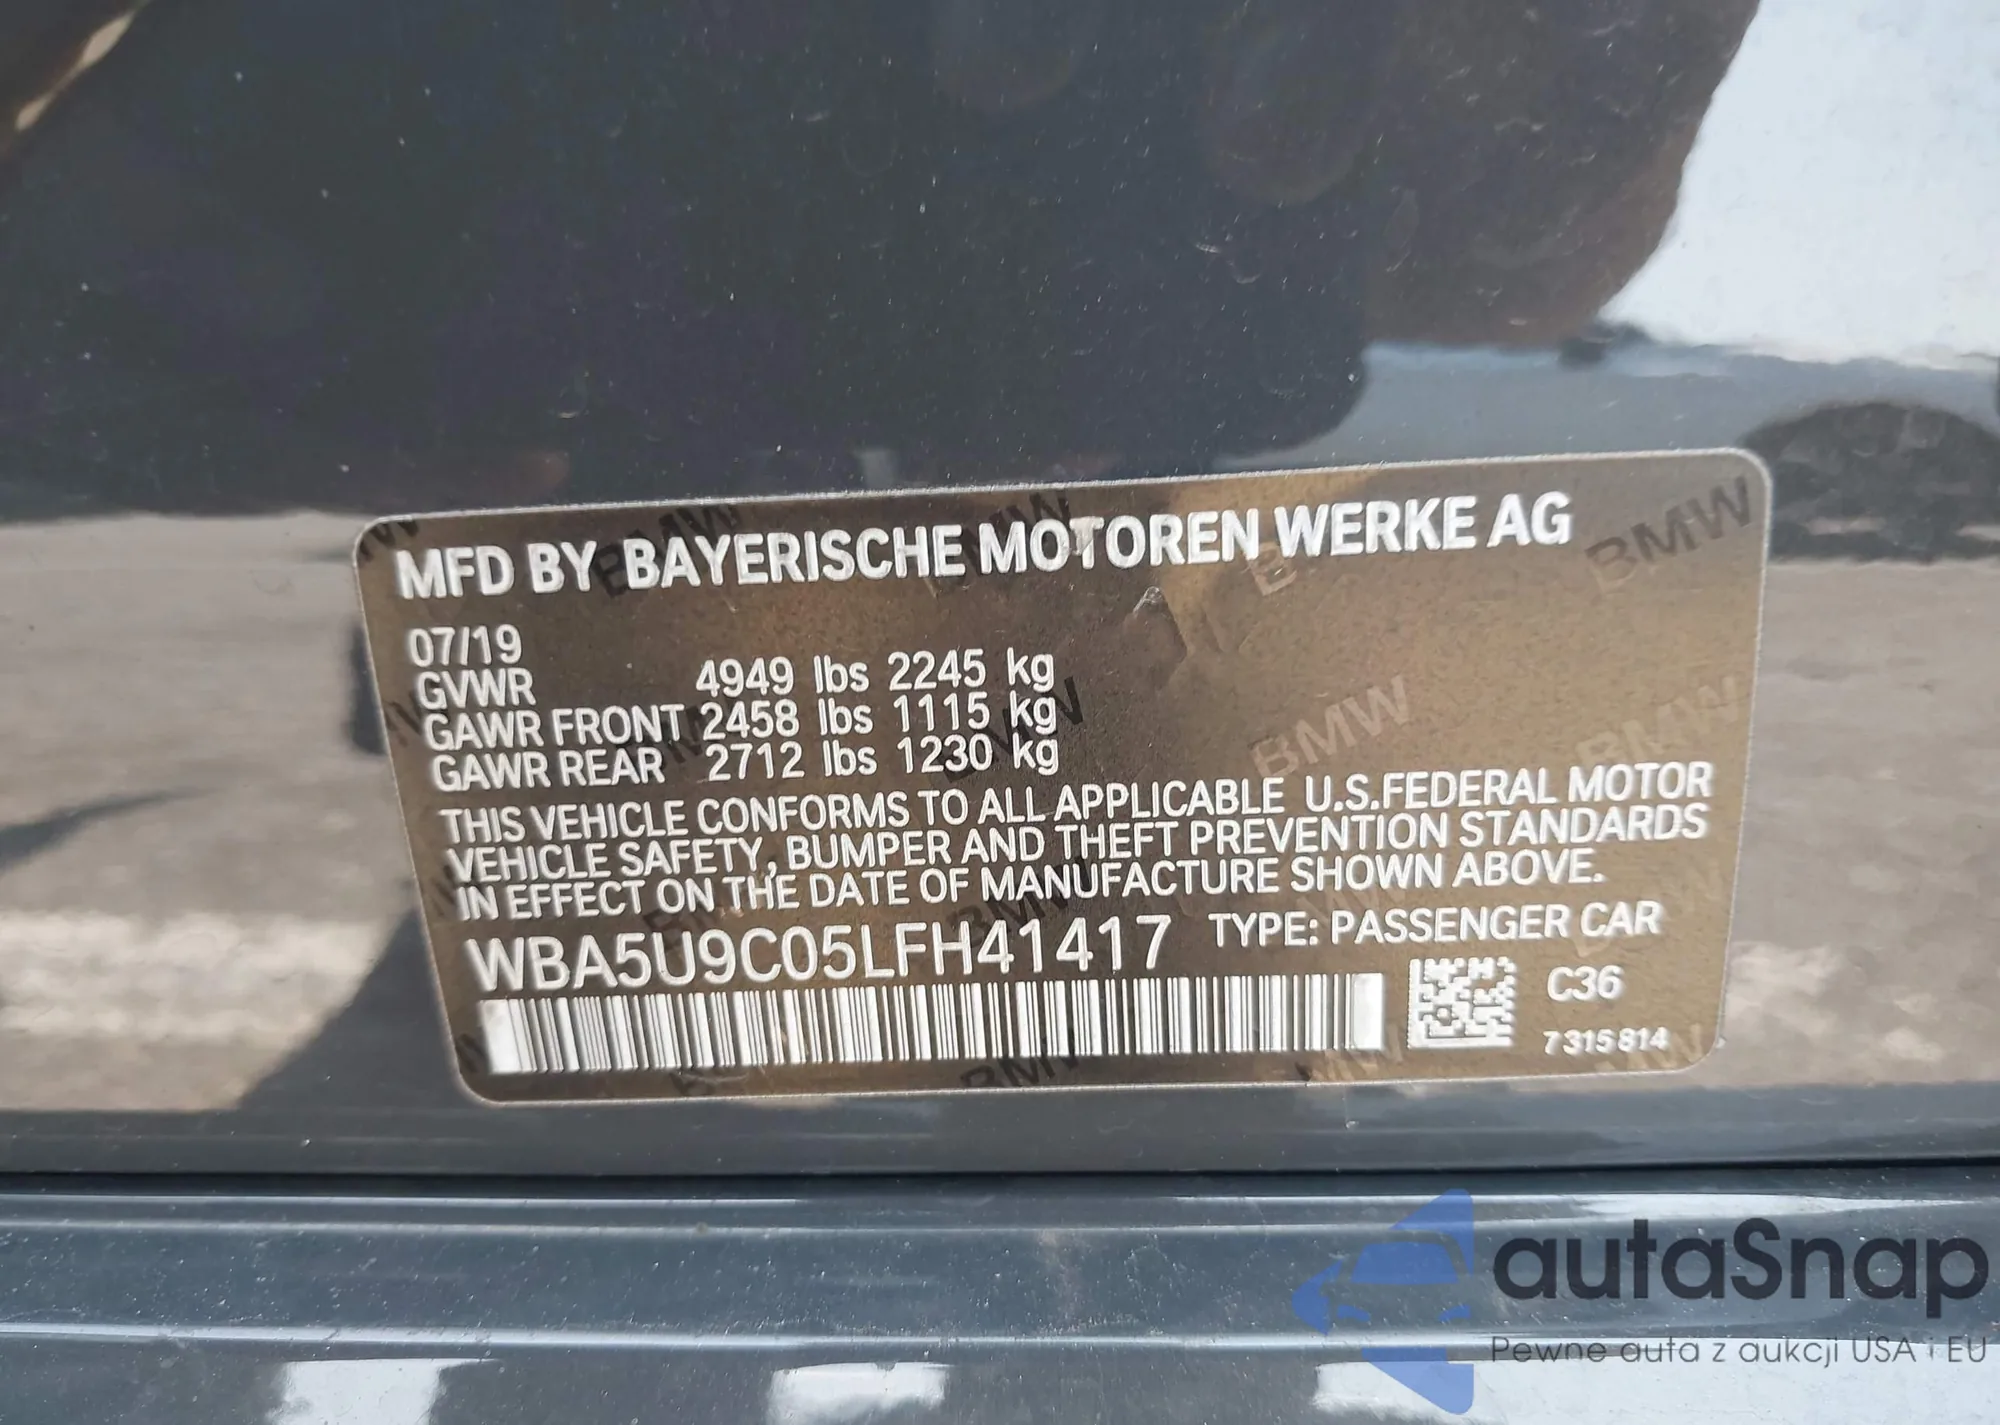 MFD BY BAYERISCHE MOTOREN WERKE AG
07/19
GVWR 4949 lbs 2245 kg
GAWR FRONT 2458 lbs 1115 kg
GAWR REAR 2712 lbs 1230 kg
THIS VEHICLE CONFORMS TO ALL APPLICABLE U.S.FEDERAL MOTOR
VEHICLE SAFETY, BUMPER AND THEFT PREVENTION STANDARDS
IN EFFECT ON THE DATE OF MANUFACTURE SHOWN ABOVE.
WBA5U9C05LFH41417 TYPE: PASSENGER CAR
C36
7315814
autaSnap
Pewne auta z aukcji USA i EU